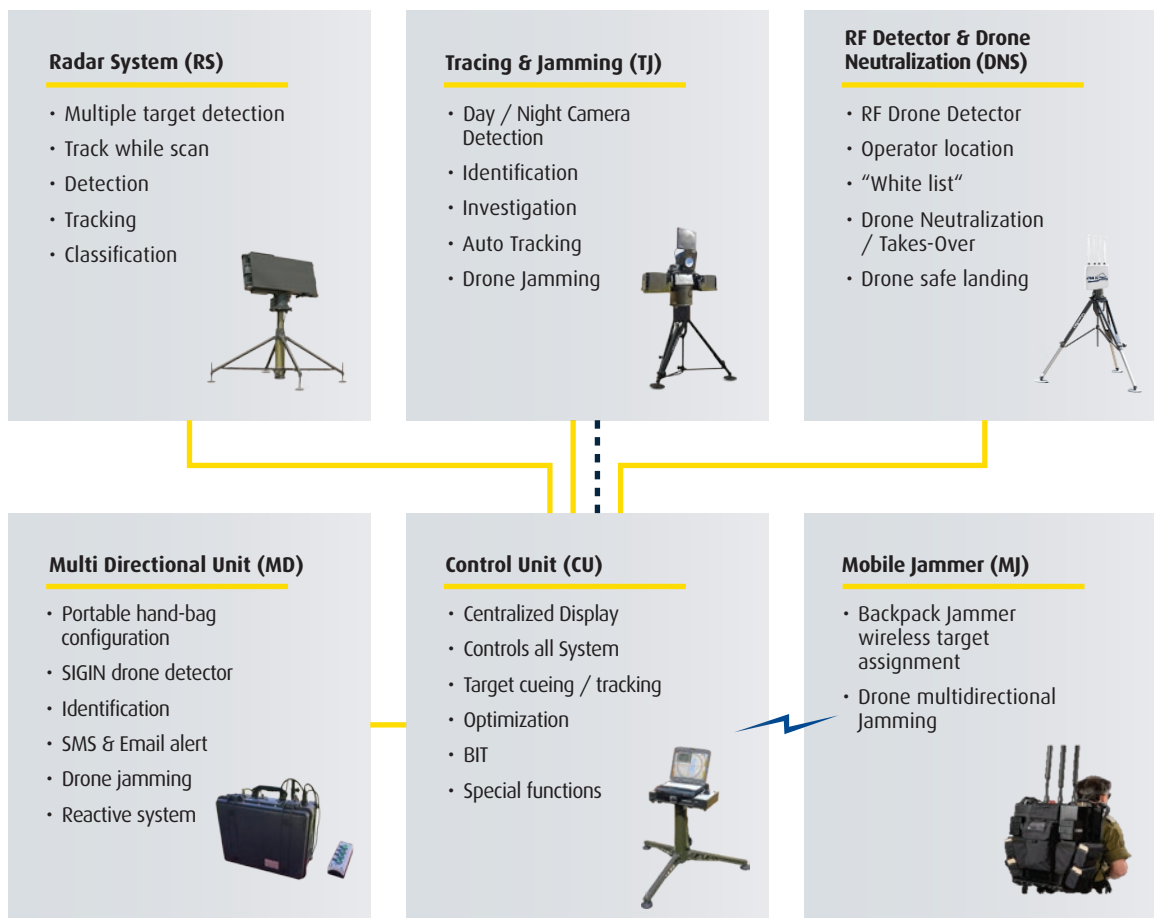 Radar System (RS)
• Multiple target detection
• Track while scan
• Detection
• Tracking
• Classification
Tracing & Jamming (TJ)
• Day / Night Camera
Detection
• Identification
• Investigation
• Auto Tracking
• Drone Jamming
RF Detector & Drone
Neutralization (DNS)
• RF Drone Detector
• Operator location
• “White list“
• Drone Neutralization
/ Takes-Over
• Drone safe landing
Multi Directional Unit (MD)
• Portable hand-bag
configuration
• SIGIN drone detector
• Identification
• SMS & Email alert
• Drone jamming
• Reactive system
Control Unit (CU)
• Centralized Display
• Controls all System
• Target cueing / tracking
• Optimization
• BIT
• Special functions
Mobile Jammer (MJ)
• Backpack Jammer
wireless target
assignment
• Drone multidirectional
Jamming